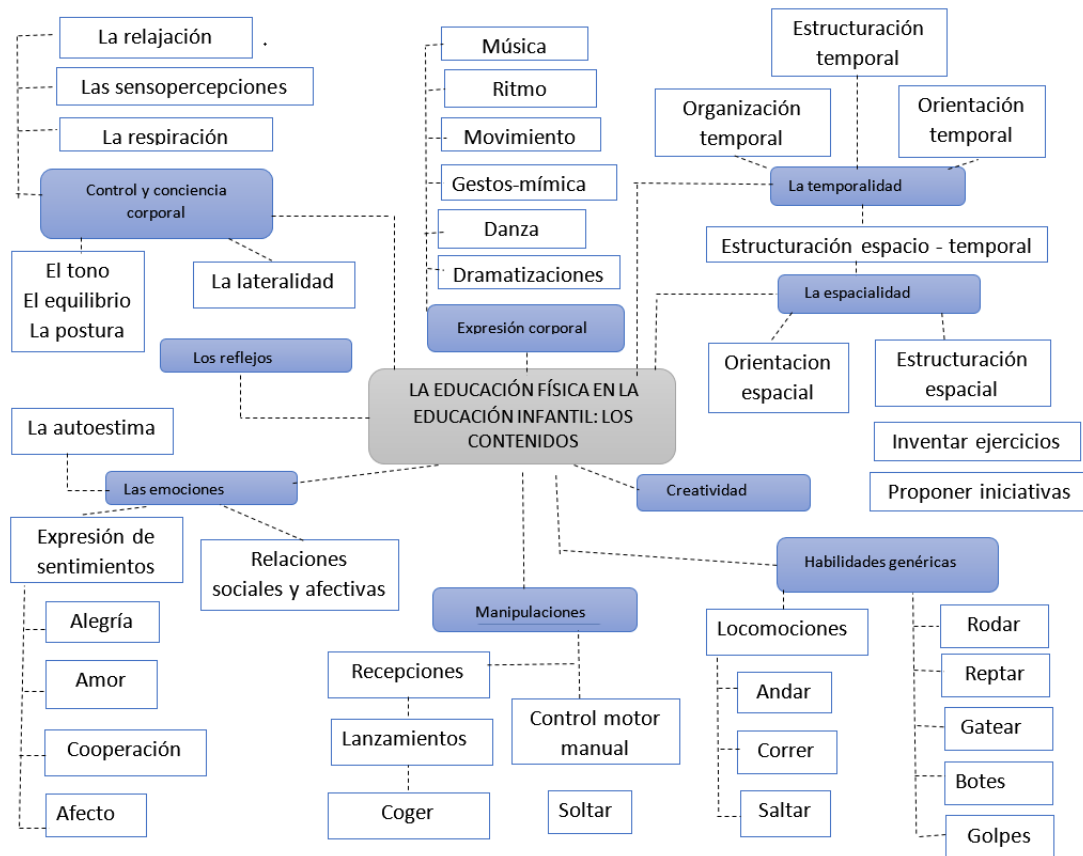 La relajación
.
Las sensopercepciones
La respiración
Control y conciencia
corporal
El tono
El equilibrio
La postura
La lateralidad
Los reflejos
Música
Ritmo
Movimiento
Gestos-mímica
Danza
Dramatizaciones
Expresión corporal
Estructuración
temporal
Organización
temporal
Orientación
temporal
La temporalidad
Estructuración espacio - temporal
La espacialidad
Orientacion
espacial
Estructuración
espacial
LA EDUCACIÓN FÍSICA EN LA
EDUCACIÓN INFANTIL: LOS
CONTENIDOS
Inventar ejercicios
Proponer iniciativas
Creatividad
La autoestima
Las emociones
Expresión de
sentimientos
Relaciones
sociales y afectivas
Alegría
Amor
Cooperación
Afecto
Manipulaciones
Recepciones
Lanzamientos
Coger
Control motor
manual
Soltar
Habilidades genéricas
Locomociones
Andar
Correr
Saltar
Rodar
Reptar
Gatear
Botes
Golpes